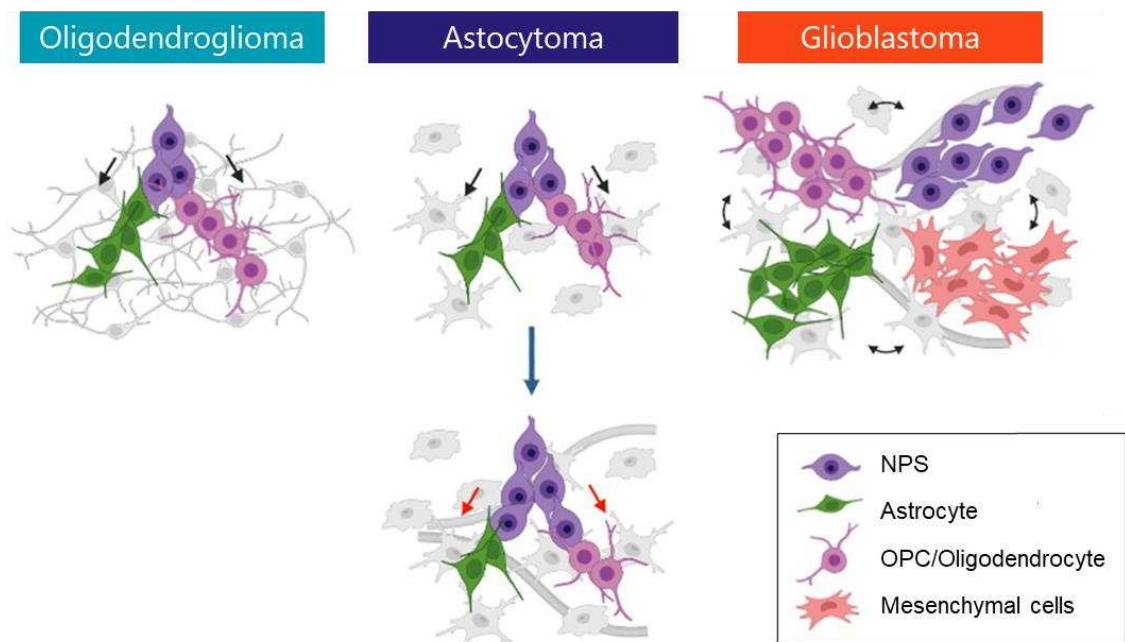 Oligodendroglioma
Astocytoma
Glioblastoma
NPS
Astrocyte
OPC/Oligodendrocyte
Mesenchymal cells